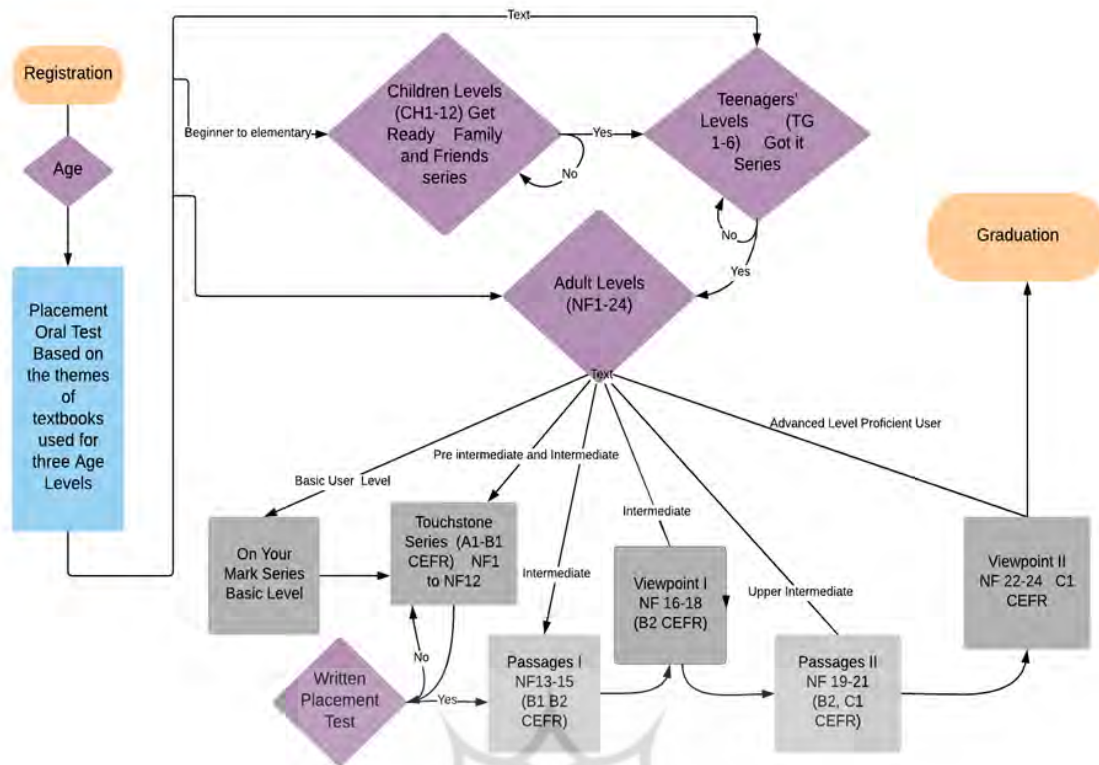 Text
Registration
Age
Placement
Oral Test
Based on
the themes
of
textbooks
used for
three Age
Levels
Beginner to elementary
Children Levels
(CH1-12) Get
Ready Family
and Friends
series
Yes
No
Teenagers'
Levels (TG
1-6) Got it
Series
No
Yes
Adult Levels
(NF1-24)
Text
Graduation
Advanced Level Proficient User
Basic User Level
Pre intermediate and Intermediate
Intermediate
Intermediate
Upper Intermediate
On Your
Mark Series
Basic Level
Touchstone
Series (A1-B1
CEFR) NF1
to NF12
No
Written
Placement
Test
Yes
Passages I
NF13-15
(B1 B2
CEFR)
Viewpoint I
NF 16-18
(B2 CEFR)
Passages II
NF 19-21
(B2, C1
CEFR)
Viewpoint II
NF 22-24 C1
CEFR